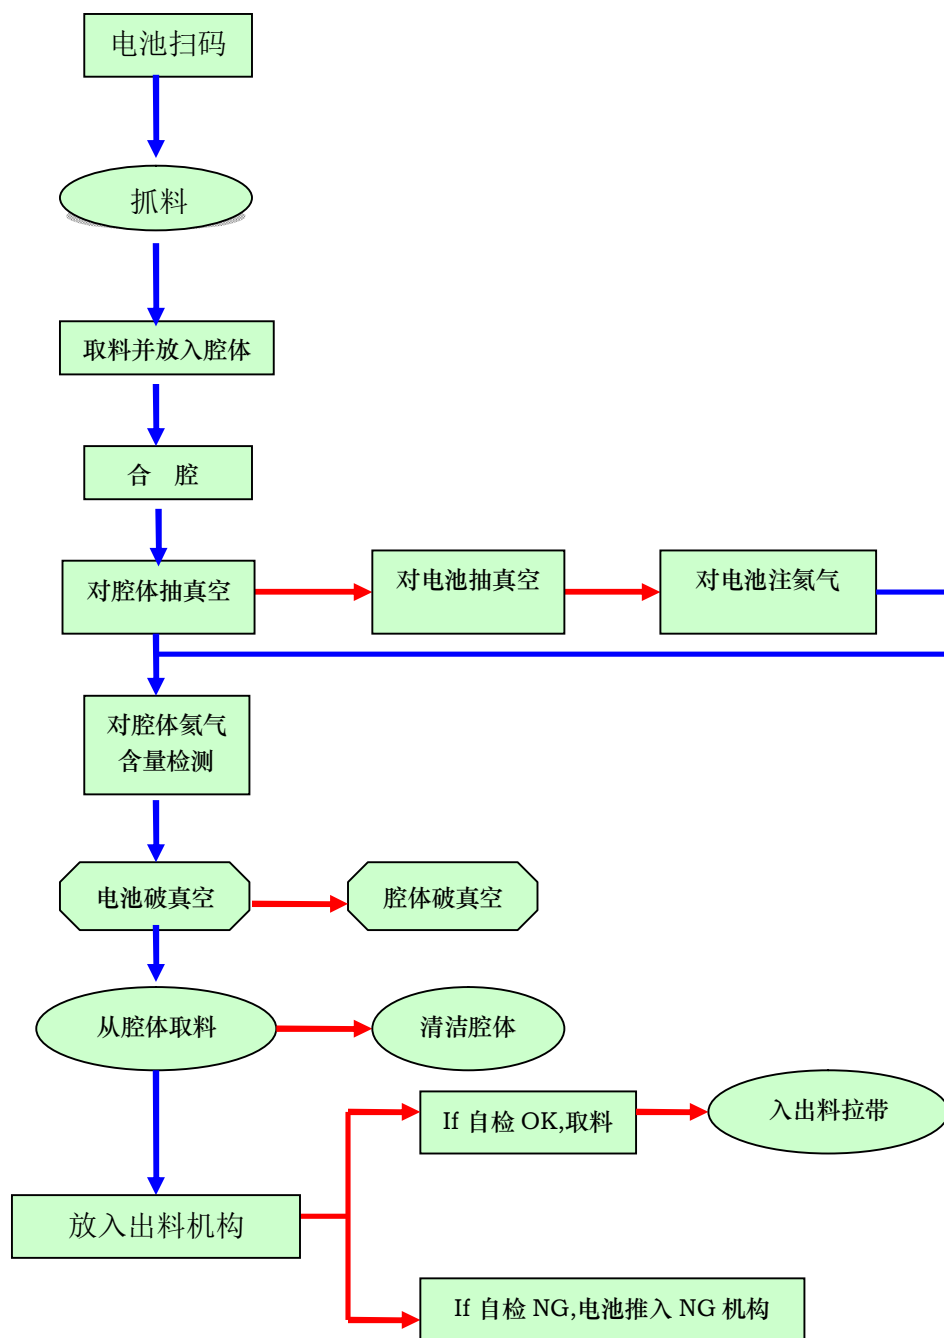 电池扫码
抓料
取料并放入腔体
合 腔
对腔体抽真空
对电池抽真空
对电池注氦气
对腔体氦气
含量检测
电池破真空
腔体破真空
从腔体取料
清洁腔体
If 自检 OK,取料
入出料拉带
放入出料机构
If 自检 NG,电池推入 NG 机构